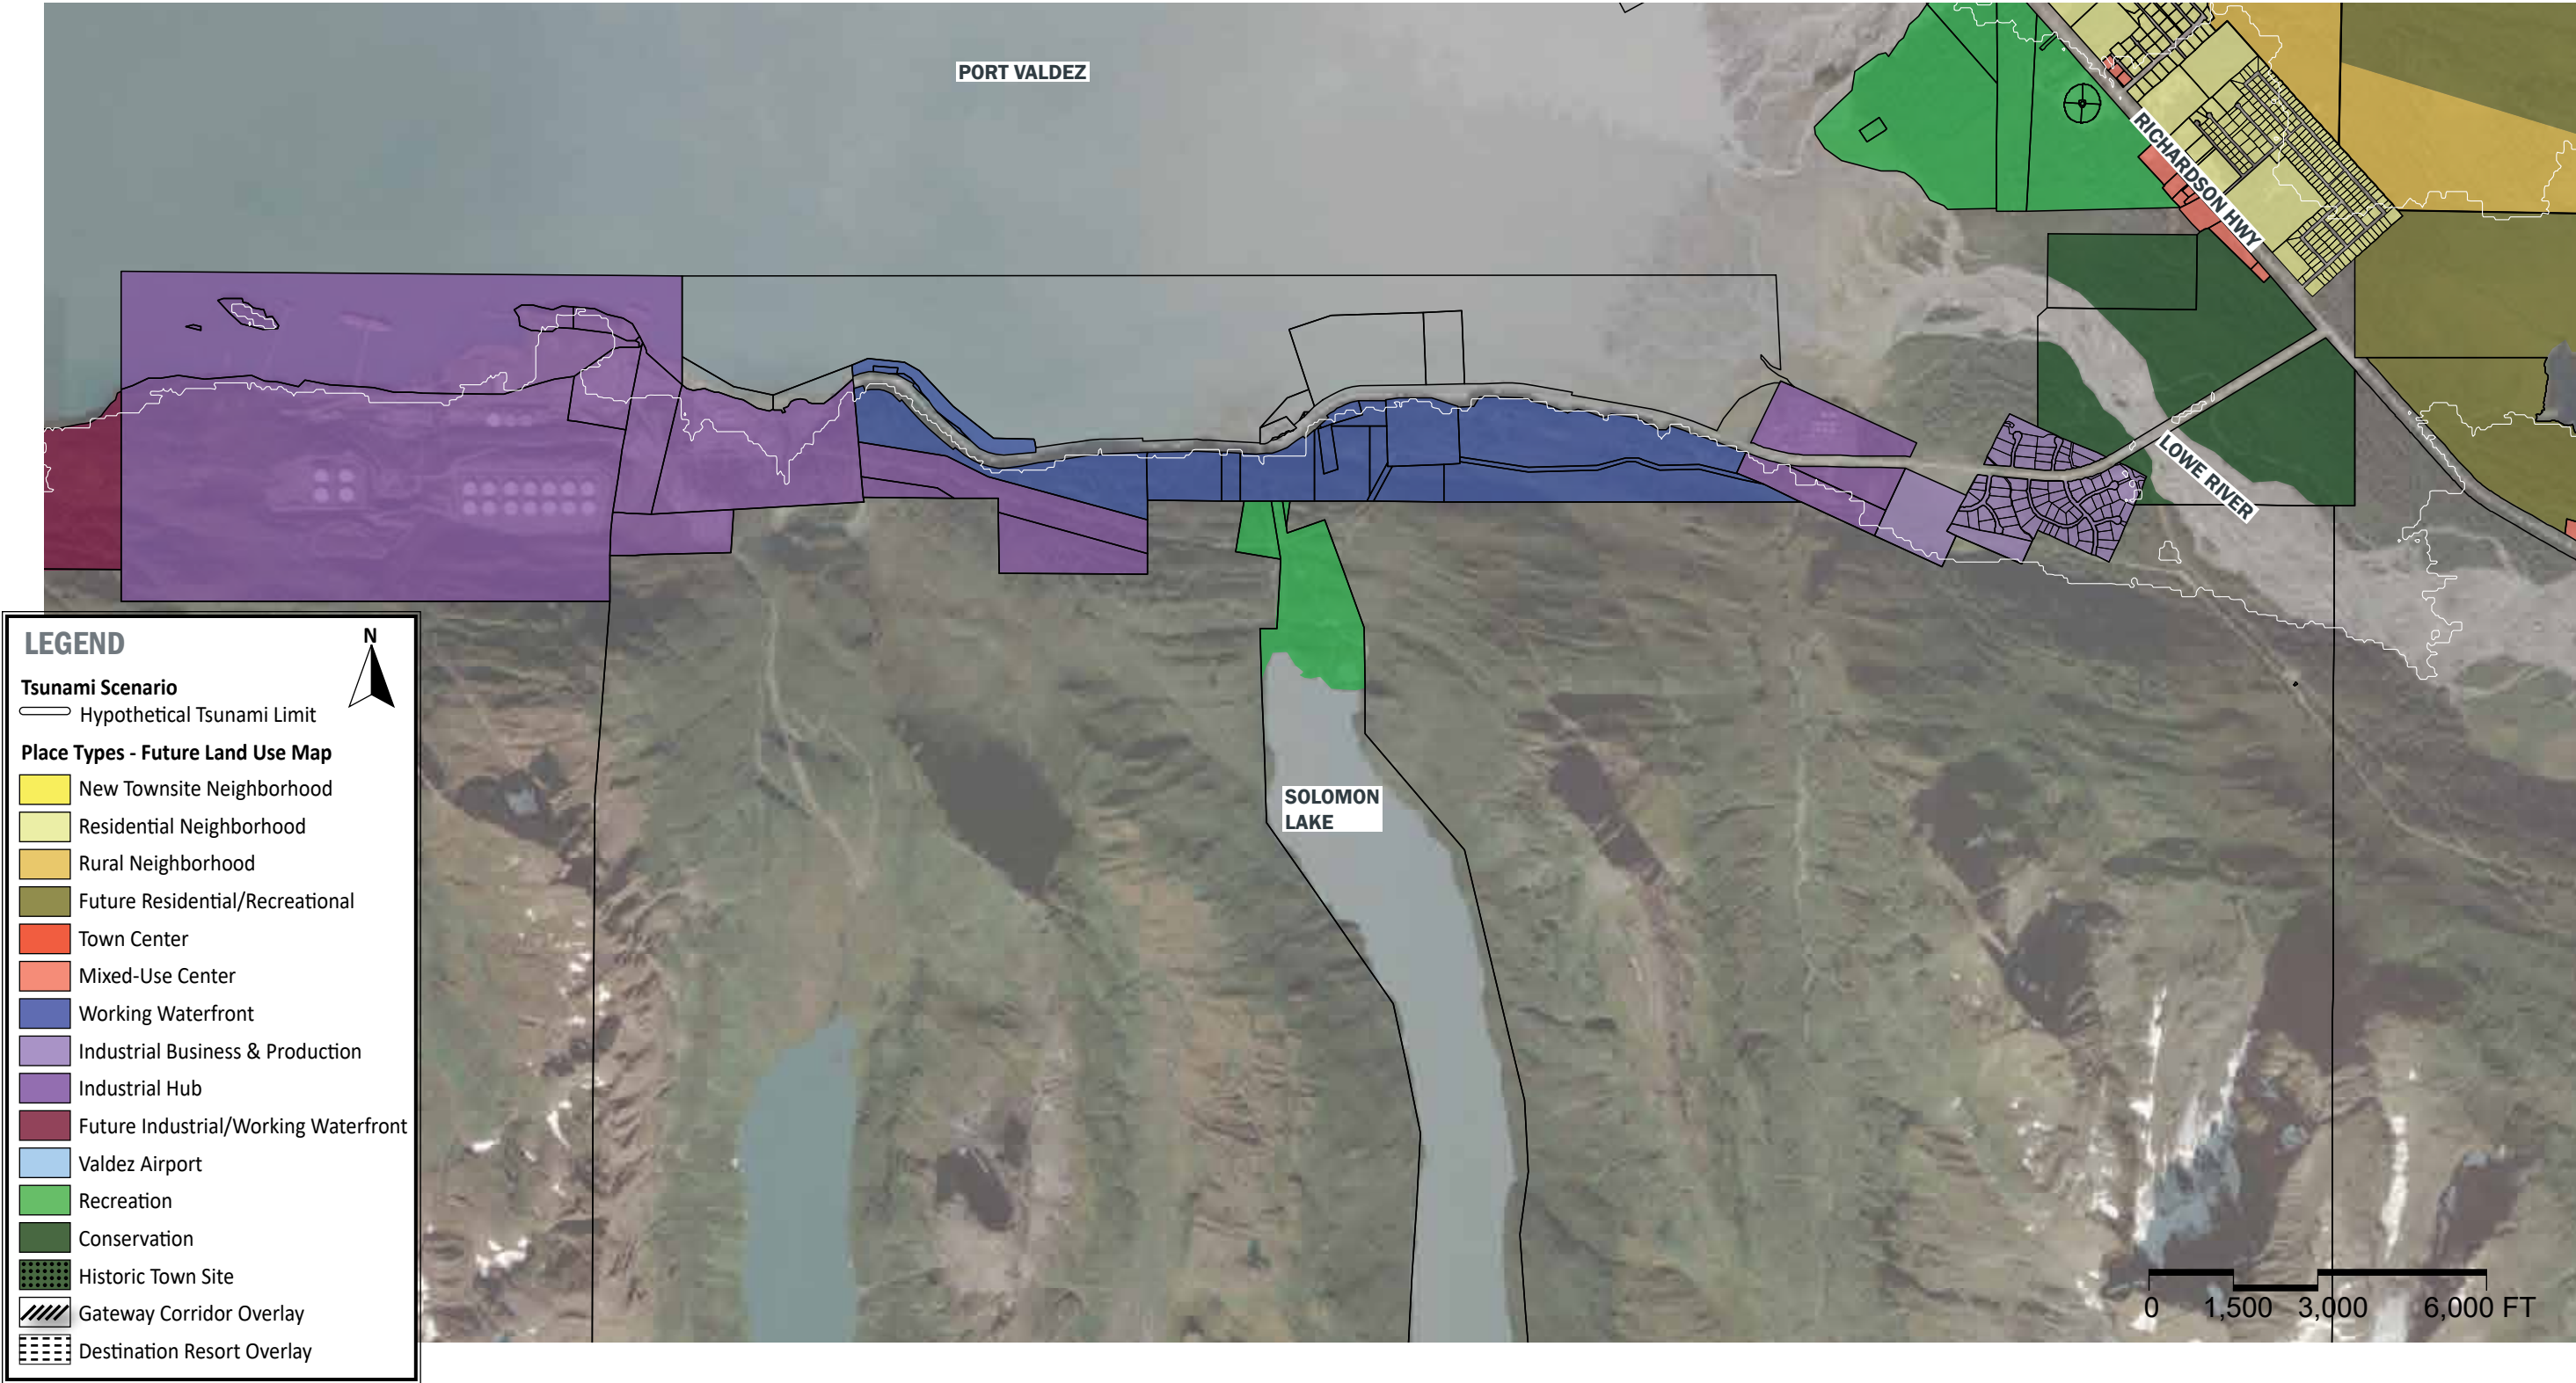 PORT VALDEZ
RICHARDSON HWY
LOWE RIVER
SOLOMON
LAKE
LEGEND
N
Tsunami Scenario
Hypothetical Tsunami Limit
Place Types - Future Land Use Map
New Townsite Neighborhood
Residential Neighborhood
Rural Neighborhood
Future Residential/Recreational
Town Center
Mixed-Use Center
Working Waterfront
Industrial Business & Production
Industrial Hub
Future Industrial/Working Waterfront
Valdez Airport
Recreation
Conservation
Historic Town Site
Gateway Corridor Overlay
Destination Resort Overlay
0 1,500 3,000 6,000 FT